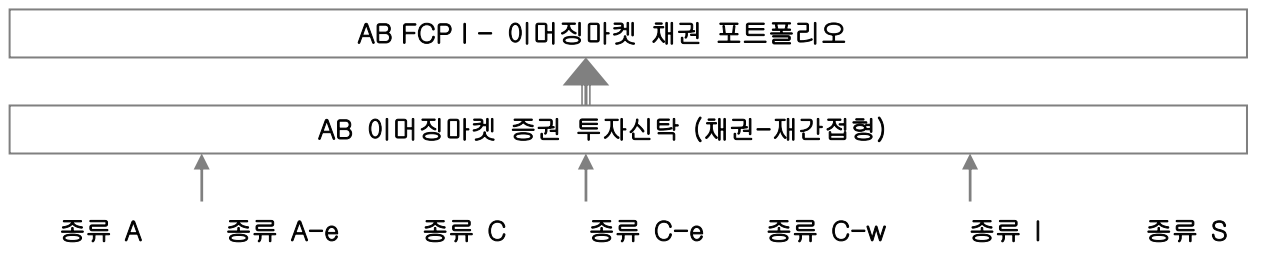 AB FCP I - 이머징마켓 채권 포트폴리오
AB 이머징마켓 증권 투자신탁 (채권-재간접형)
종류 A 종류 A-e 종류 C 종류 C-e 종류 C-w 종류 I 종류 S